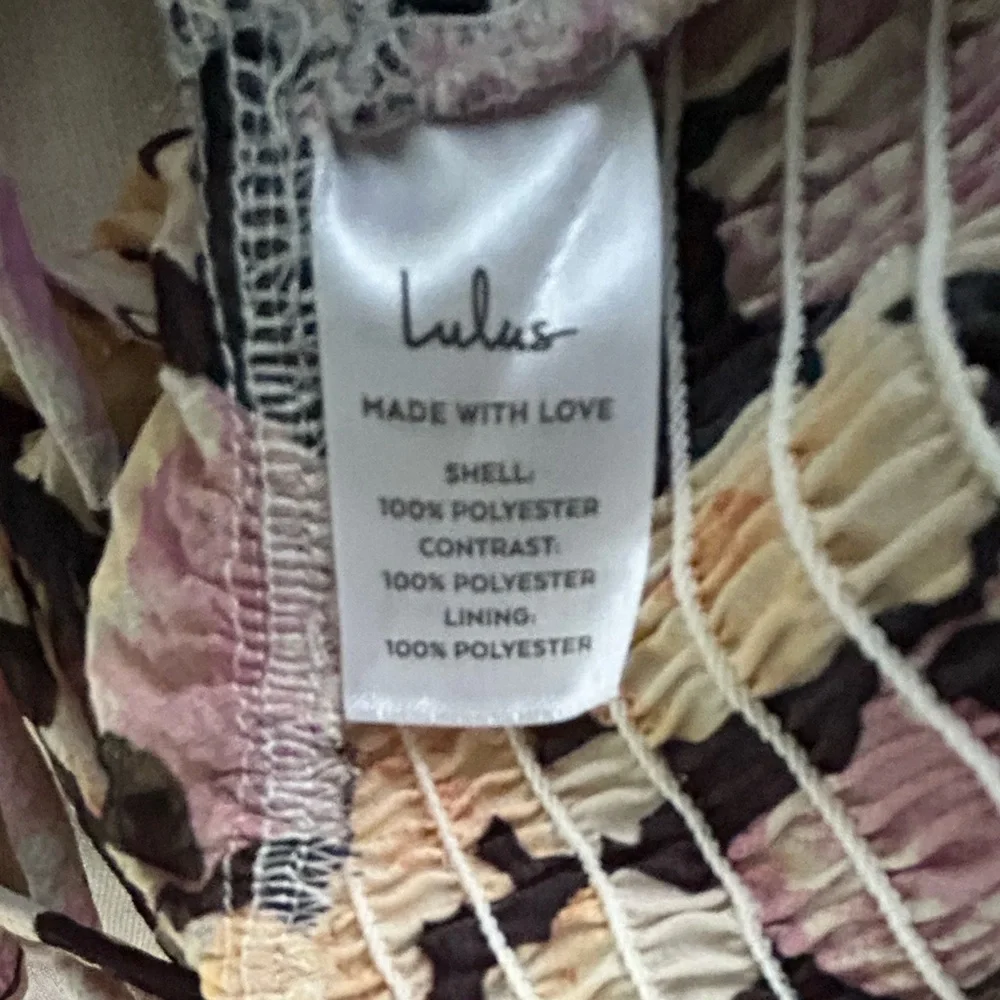 Lulus
MADE WITH LOVE
SHELL:
100% POLYESTER
CONTRAST:
100% POLYESTER
LINING:
100% POLYESTER